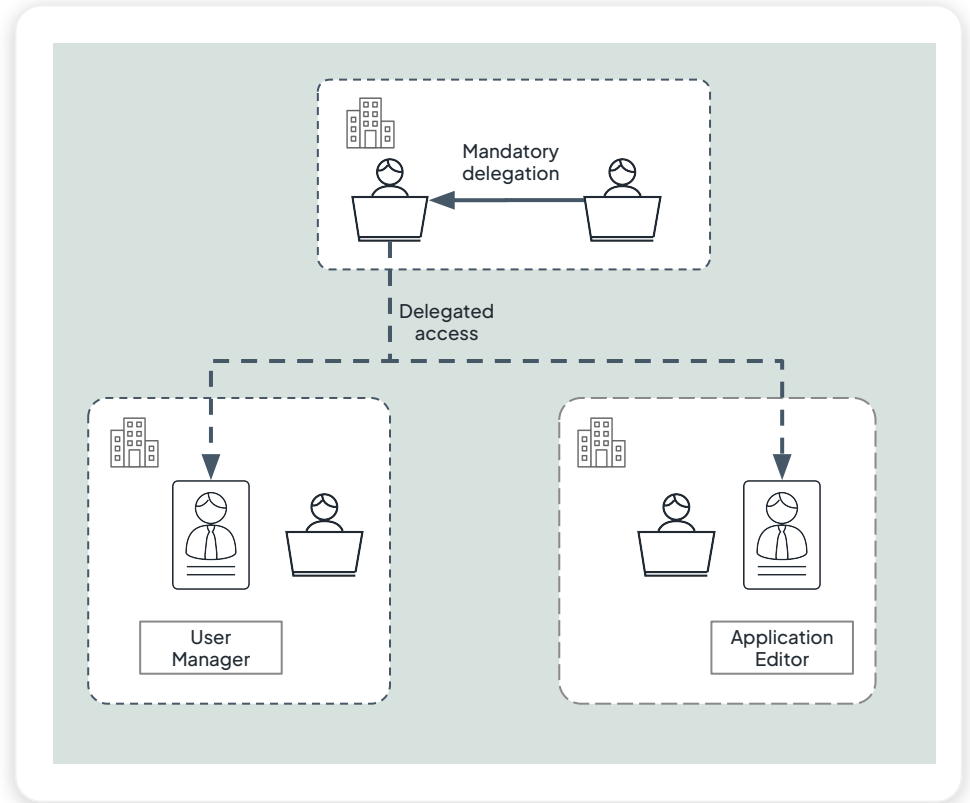 Mandatory
delegation
Delegated
access
User
Manager
Application
Editor